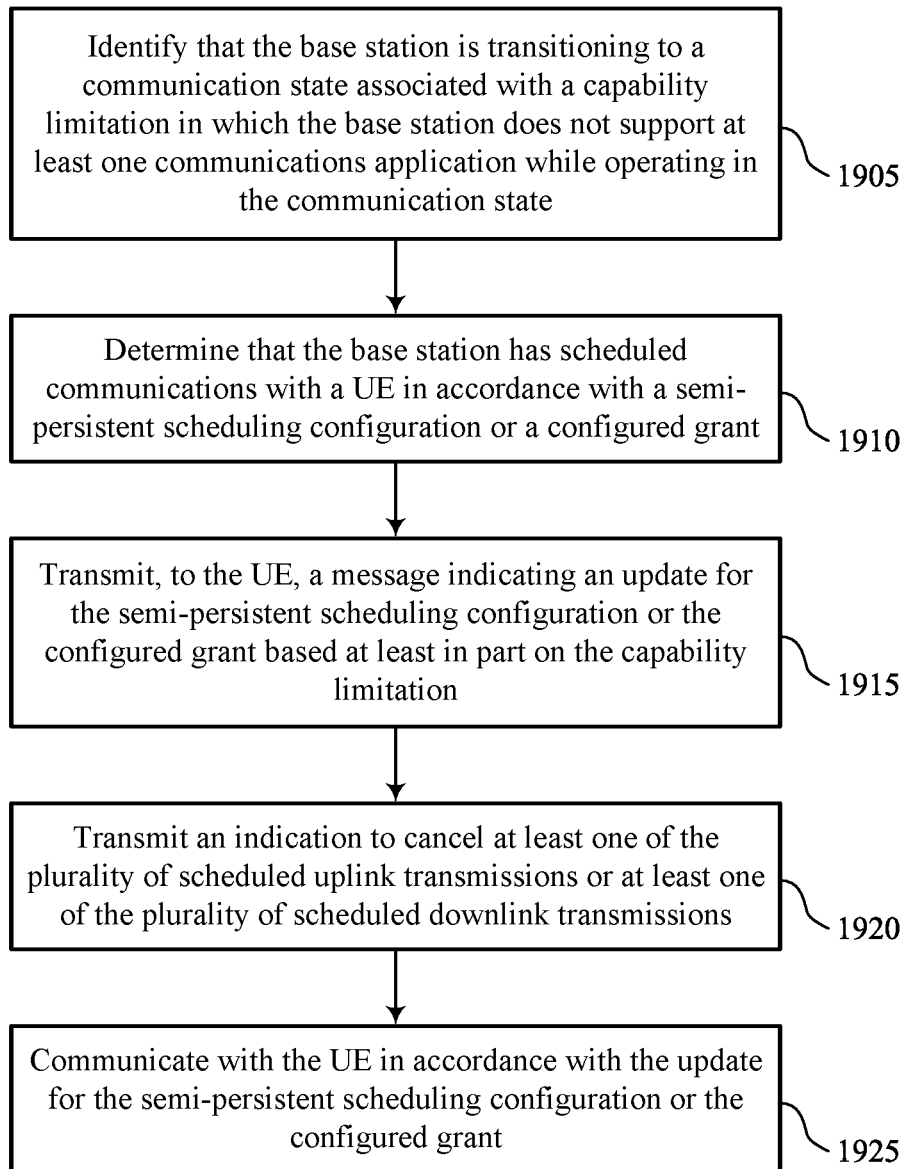 Identify that the base station is transitioning to a
communication state associated with a capability
limitation in which the base station does not support at
least one communications application while operating in
the communication state
1905
Determine that the base station has scheduled
communications with a UE in accordance with a semi-
persistent scheduling configuration or a configured grant
1910
Transmit, to the UE, a message indicating an update for
the semi-persistent scheduling configuration or the
configured grant based at least in part on the capability
limitation
1915
Transmit an indication to cancel at least one of the
plurality of scheduled uplink transmissions or at least one
of the plurality of scheduled downlink transmissions
1920
Communicate with the UE in accordance with the update
for the semi-persistent scheduling configuration or the
configured grant
1925